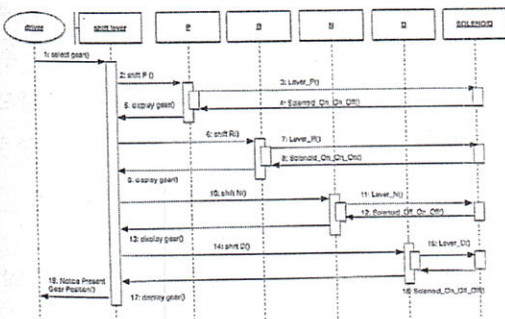 driver
shift lever
P
R
N
D
SOLENOID
1: select gear()
2: shift P ()
3: Lever_P()
4: Solenoid_On_On_Off()
5: display gear()
6: shift R()
7: Lever_R()
8: Solenoid_On_On_On()
9: display gear()
10: shift N()
11: Lever_N()
12: Solenoid_Off_On_Off()
13: display gear()
14: shift D()
15: Lever_D()
16: Solenoid_On_Off_Off()
17: display gear()
18: Notice Present
Gear Position()